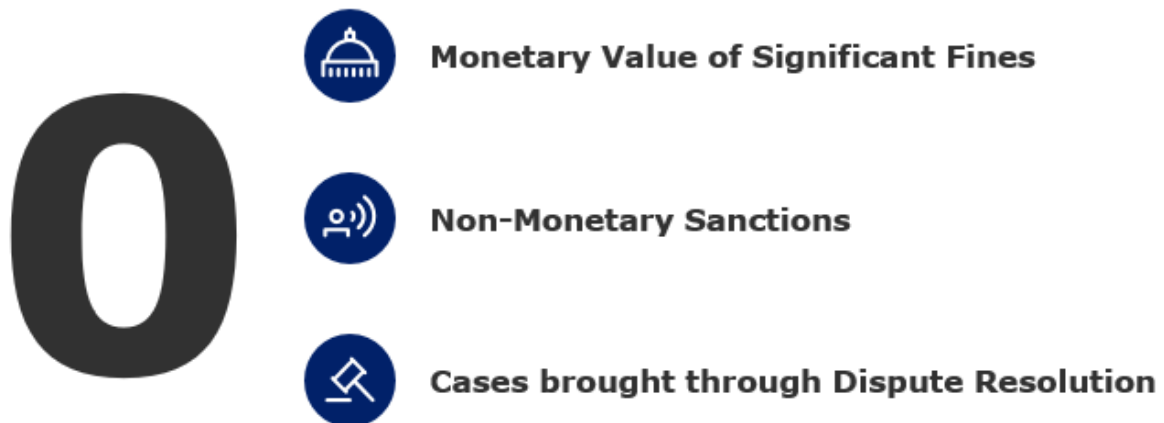 0
Monetary Value of Significant Fines
Non-Monetary Sanctions
Cases brought through Dispute Resolution